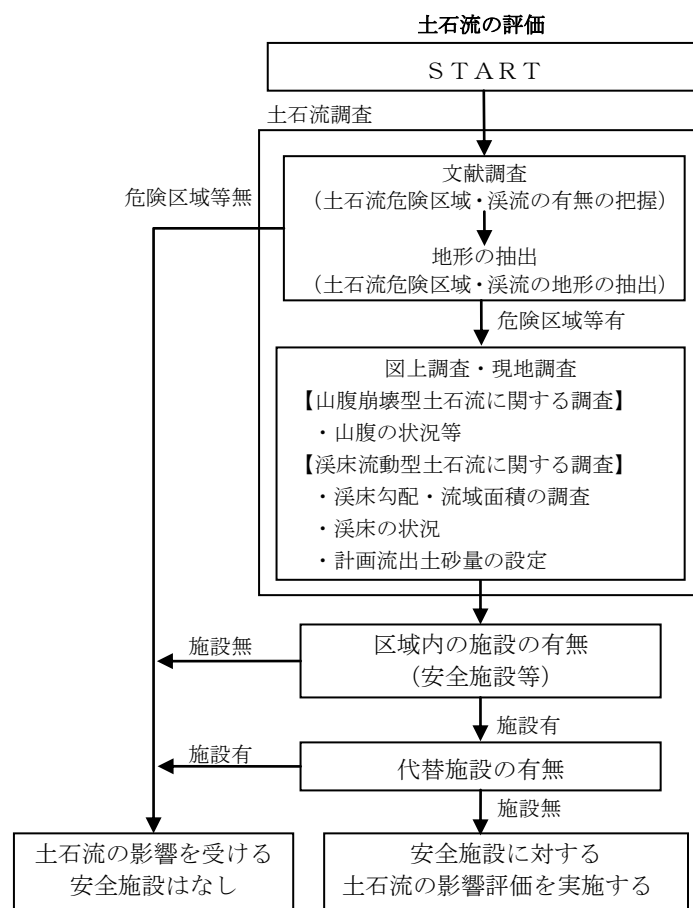 土石流の評価
ＳＴＡＲＴ
土石流調査
文献調査
（土石流危険区域・渓流の有無の把握）
危険区域等無
地形の抽出
（土石流危険区域・渓流の地形の抽出）
危険区域等有
図上調査・現地調査
【山腹崩壊型土石流に関する調査】
・山腹の状況等
【渓床流動型土石流に関する調査】
・渓床勾配・流域面積の調査
・渓床の状況
・計画流出土砂量の設定
施設無
区域内の施設の有無
（安全施設等）
施設有
施設有
代替施設の有無
施設無
土石流の影響を受ける
安全施設はなし
安全施設に対する
土石流の影響評価を実施する